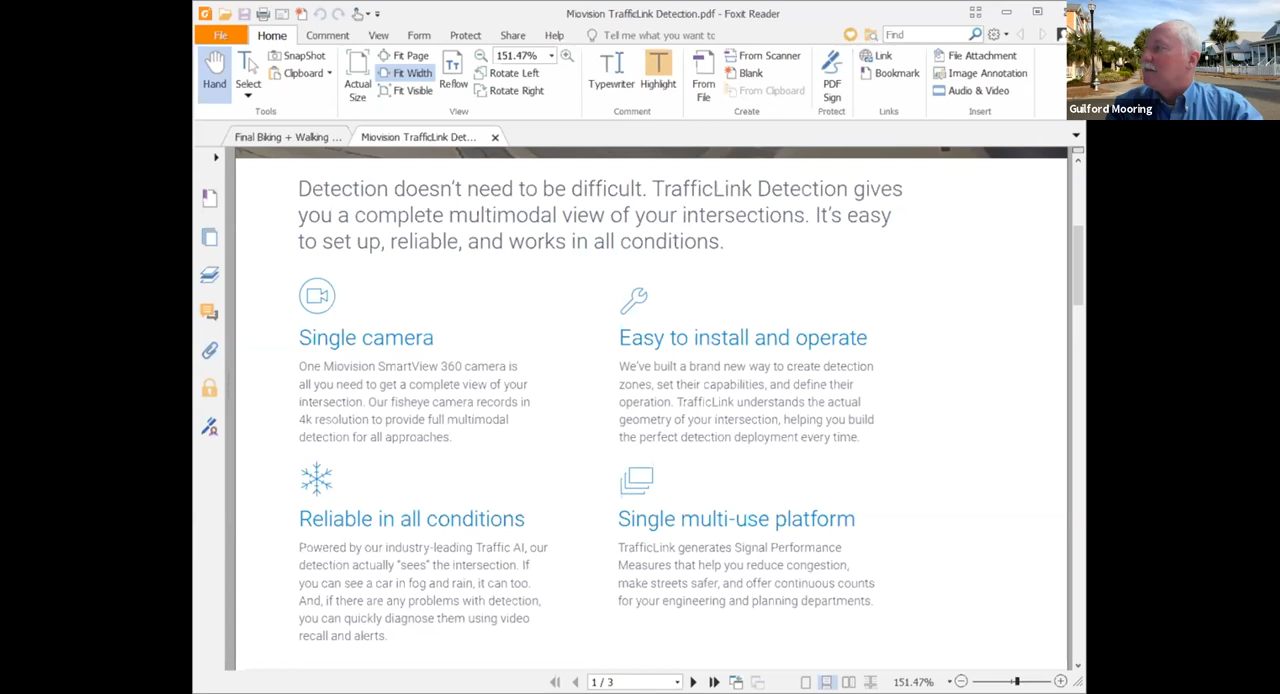 Miovision TrafficLink Detection.pdf - Foxit Reader
File Home Comment View Form Protect Share Help Tell me what you want to Find
Hand
Select
SnapShot
Clipboard
Tools
Actual Size
Fit Page
Fit Width
Fit Visible
Reflow
151.47%
Rotate Left
Rotate Right
View
Typewriter
Highlight
Comment
From File
From Scanner
Blank
From Clipboard
Create
PDF Sign
Protect
Link
Bookmark
Links
File Attachment
Image Annotation
Audio & Video
Insert
Guilford Mooring
Final Biking + Walking ...
Miovision TrafficLink Det...
Detection doesn't need to be difficult. TrafficLink Detection gives
you a complete multimodal view of your intersections. It's easy
to set up, reliable, and works in all conditions.
Single camera
One Miovision SmartView 360 camera is
all you need to get a complete view of your
intersection. Our fisheye camera records in
4k resolution to provide full multimodal
detection for all approaches.
Easy to install and operate
We've built a brand new way to create detection
zones, set their capabilities, and define their
operation. TrafficLink understands the actual
geometry of your intersection, helping you build
the perfect detection deployment every time.
Reliable in all conditions
Powered by our industry-leading Traffic AI, our
detection actually "sees" the intersection. If
you can see a car in fog and rain, it can too.
And, if there are any problems with detection,
you can quickly diagnose them using video
recall and alerts.
Single multi-use platform
TrafficLink generates Signal Performance
Measures that help you reduce congestion,
make streets safer, and offer continuous counts
for your engineering and planning departments.
1 / 3
151.47%